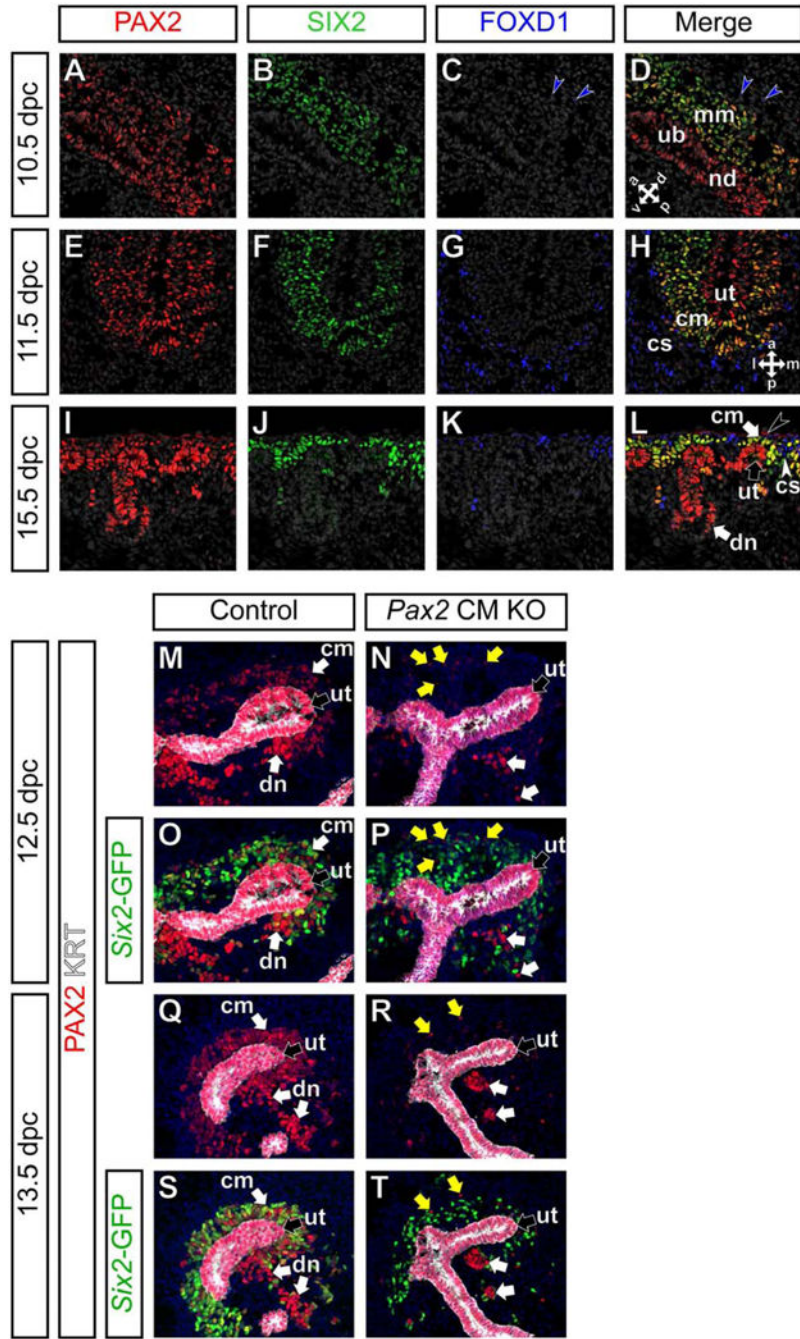 PAX2 SIX2 FOXD1 Merge
10.5 dpc
A B C D
mm
ub
nd
a d
v p
11.5 dpc
E F G H
ut
cm
cs
a
l m
p
15.5 dpc
I J K L
cm
cs
ut
dn
Control Pax2 CM KO
12.5 dpc
PAX2 KRT
M N
cm
ut ut
dn
Six2-GFP
O P
cm
ut ut
dn
13.5 dpc
Q R
cm
ut ut
dn
Six2-GFP
S T
cm
ut ut
dn